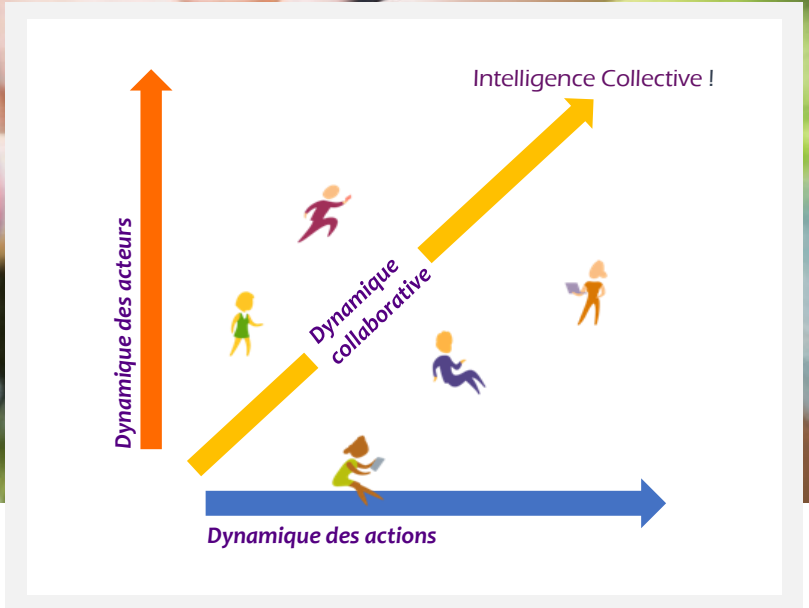 Intelligence Collective !
Dynamique des acteurs
Dynamique
collaborative
Dynamique des actions